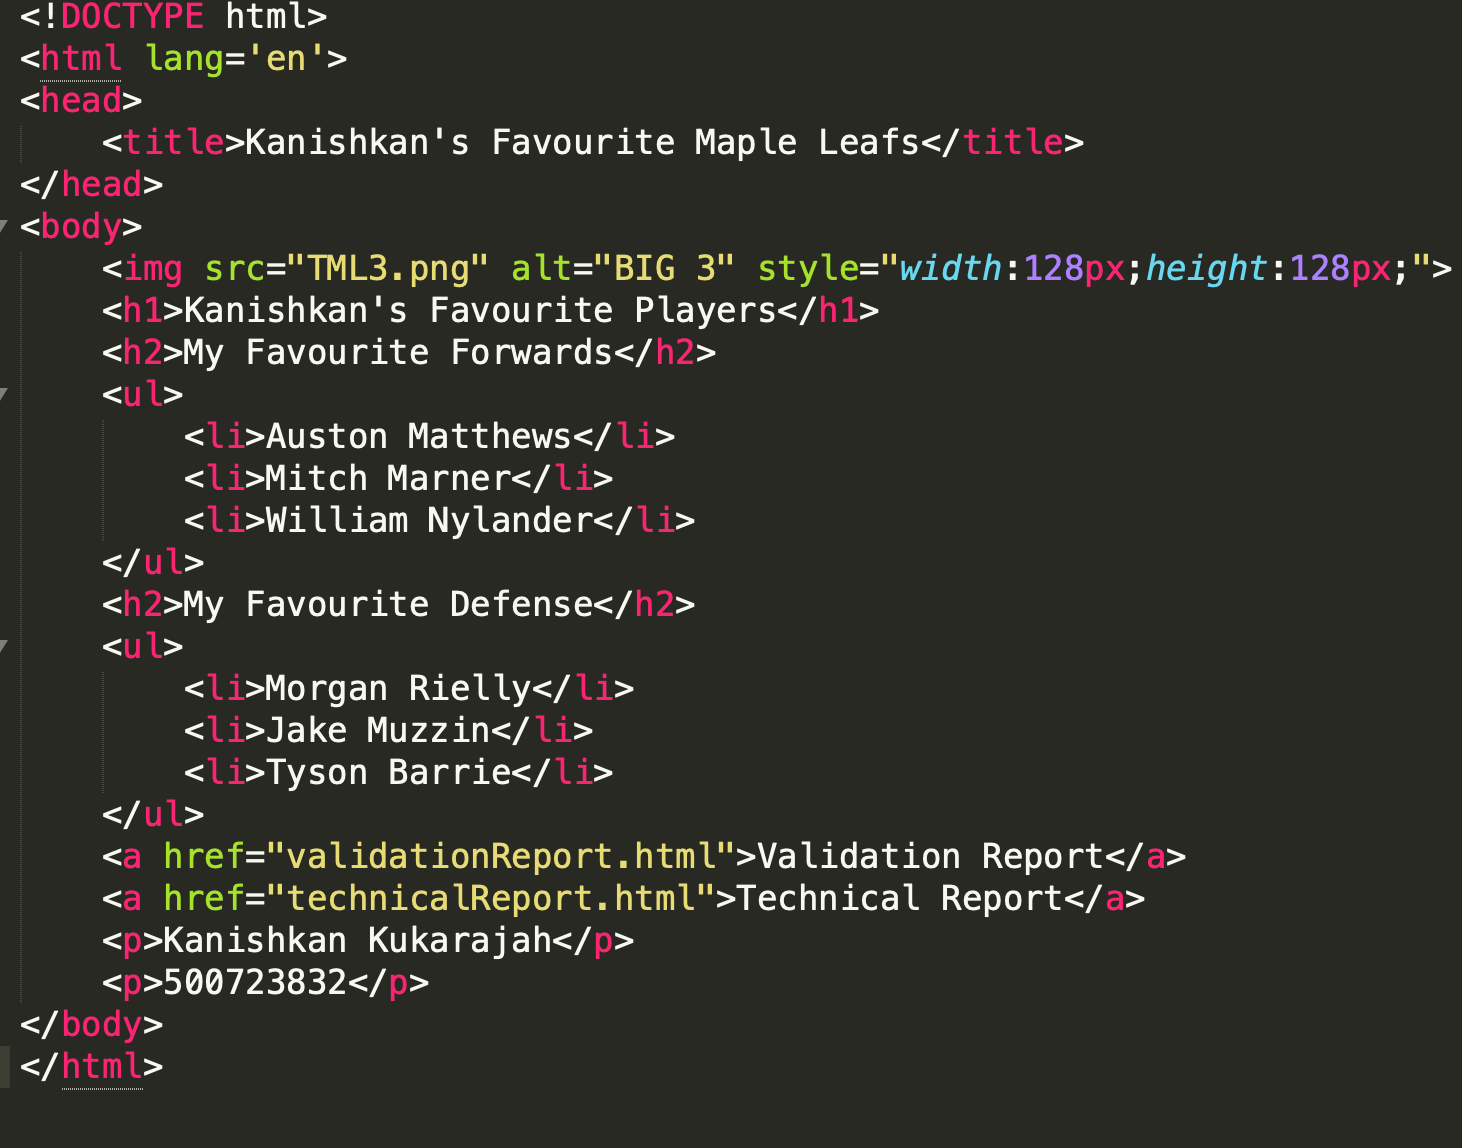 <!DOCTYPE html>
<html lang='en'>
<head>
    <title>Kanishkan's Favourite Maple Leafs</title>
</head>
<body>
    <img src="TML3.png" alt="BIG 3" style="width:128px;height:128px;">
    <h1>Kanishkan's Favourite Players</h1>
    <h2>My Favourite Forwards</h2>
    <ul>
        <li>Auston Matthews</li>
        <li>Mitch Marner</li>
        <li>William Nylander</li>
    </ul>
    <h2>My Favourite Defense</h2>
    <ul>
        <li>Morgan Rielly</li>
        <li>Jake Muzzin</li>
        <li>Tyson Barrie</li>
    </ul>
    <a href="validationReport.html">Validation Report</a>
    <a href="technicalReport.html">Technical Report</a>
    <p>Kanishkan Kukarajah</p>
    <p>500723832</p>
</body>
</html>